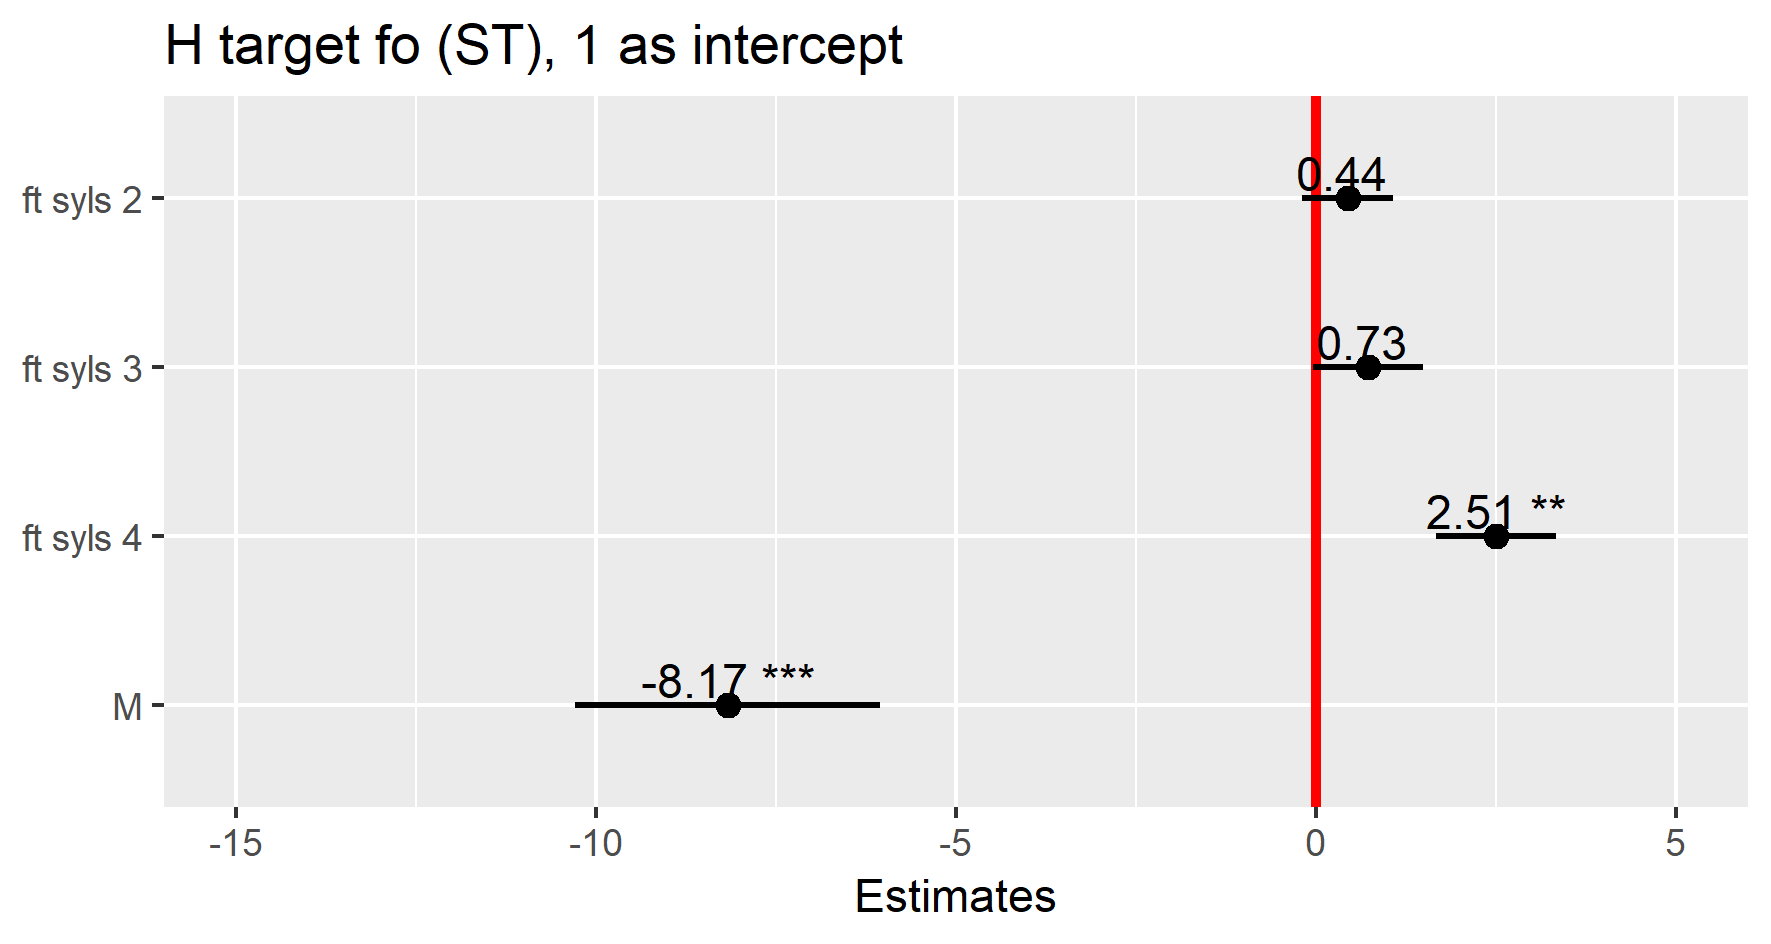 H target fo (ST), 1 as intercept
ft syls 2
0.44
ft syls 3
0.73
ft syls 4
2.51 **
M
-8.17 ***
-15
-10
-5
0
5
Estimates